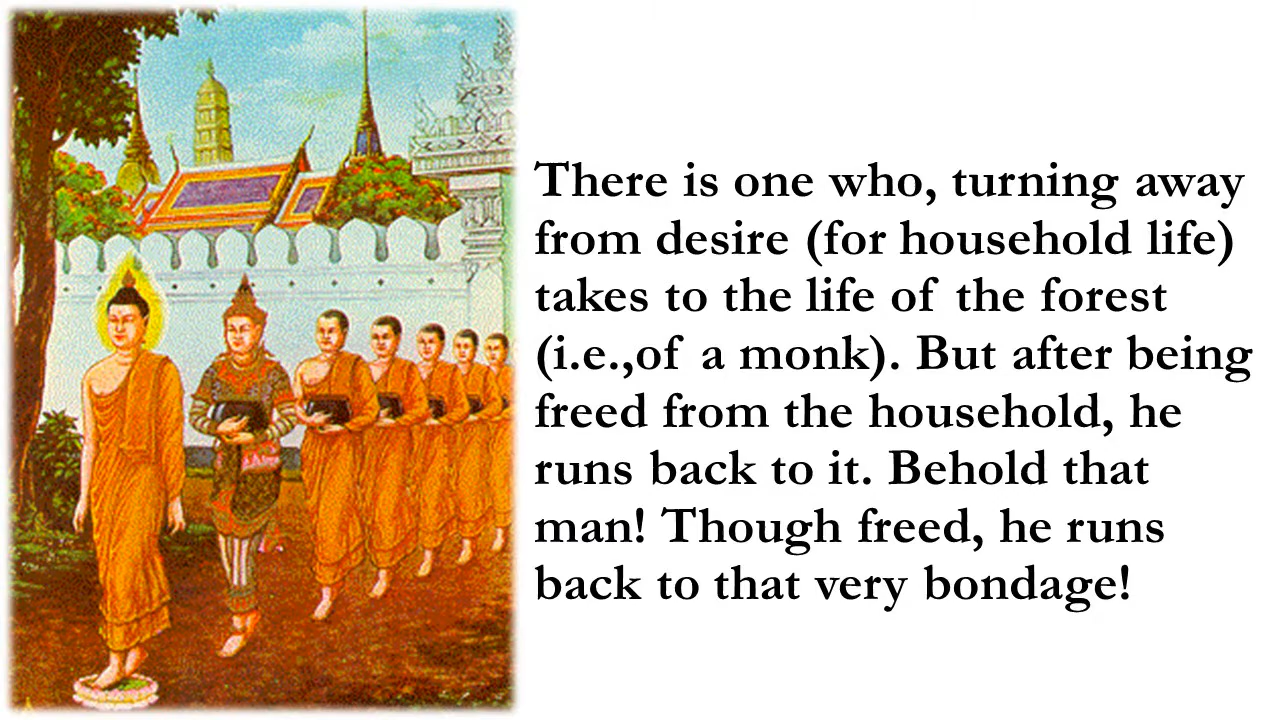 There is one who, turning away
from desire (for household life)
takes to the life of the forest
(i.e.,of a monk). But after being
freed from the household, he
runs back to it. Behold that
man! Though freed, he runs
back to that very bondage!